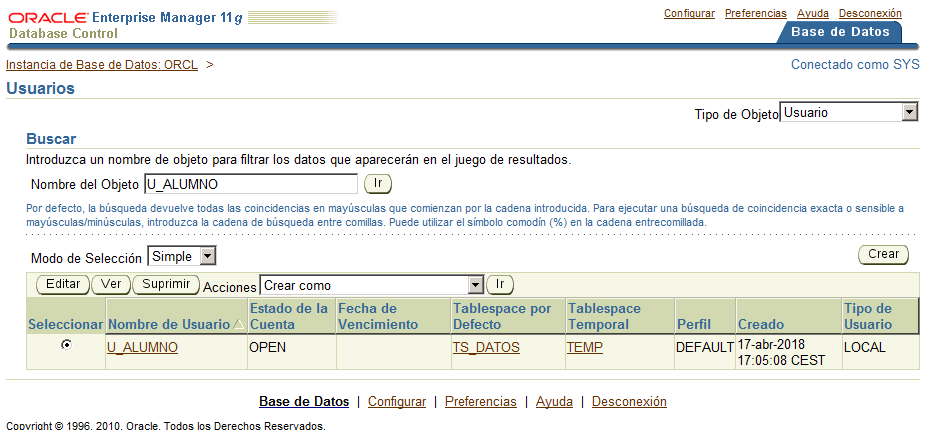 ORACLE Enterprise Manager 11g
Database Control
Configurar Preferencias Ayuda Desconexión
Base de Datos
Instancia de Base de Datos: ORCL >
Conectado como SYS
Usuarios
Tipo de Objeto Usuario
Buscar
Introduzca un nombre de objeto para filtrar los datos que aparecerán en el juego de resultados.
Nombre del Objeto U_ALUMNO Ir
Por defecto, la búsqueda devuelve todas las coincidencias en mayúsculas que comienzan por la cadena introducida. Para ejecutar una búsqueda de coincidencia exacta o sensible a
mayúsculas/minúsculas, introduzca la cadena de búsqueda entre comillas. Puede utilizar el símbolo comodín (%) en la cadena entrecomillada.
Modo de Selección Simple
Crear
Editar Ver Suprimir Acciones Crear como Ir
Seleccionar Nombre de Usuario Estado de la Cuenta Fecha de Vencimiento Tablespace por Defecto Tablespace Temporal Perfil Creado Tipo de Usuario
U_ALUMNO OPEN TS_DATOS TEMP DEFAULT 17-abr-2018 17:05:08 CEST LOCAL
Base de Datos | Configurar | Preferencias | Ayuda | Desconexión
Copyright © 1996, 2010, Oracle. Todos los Derechos Reservados.